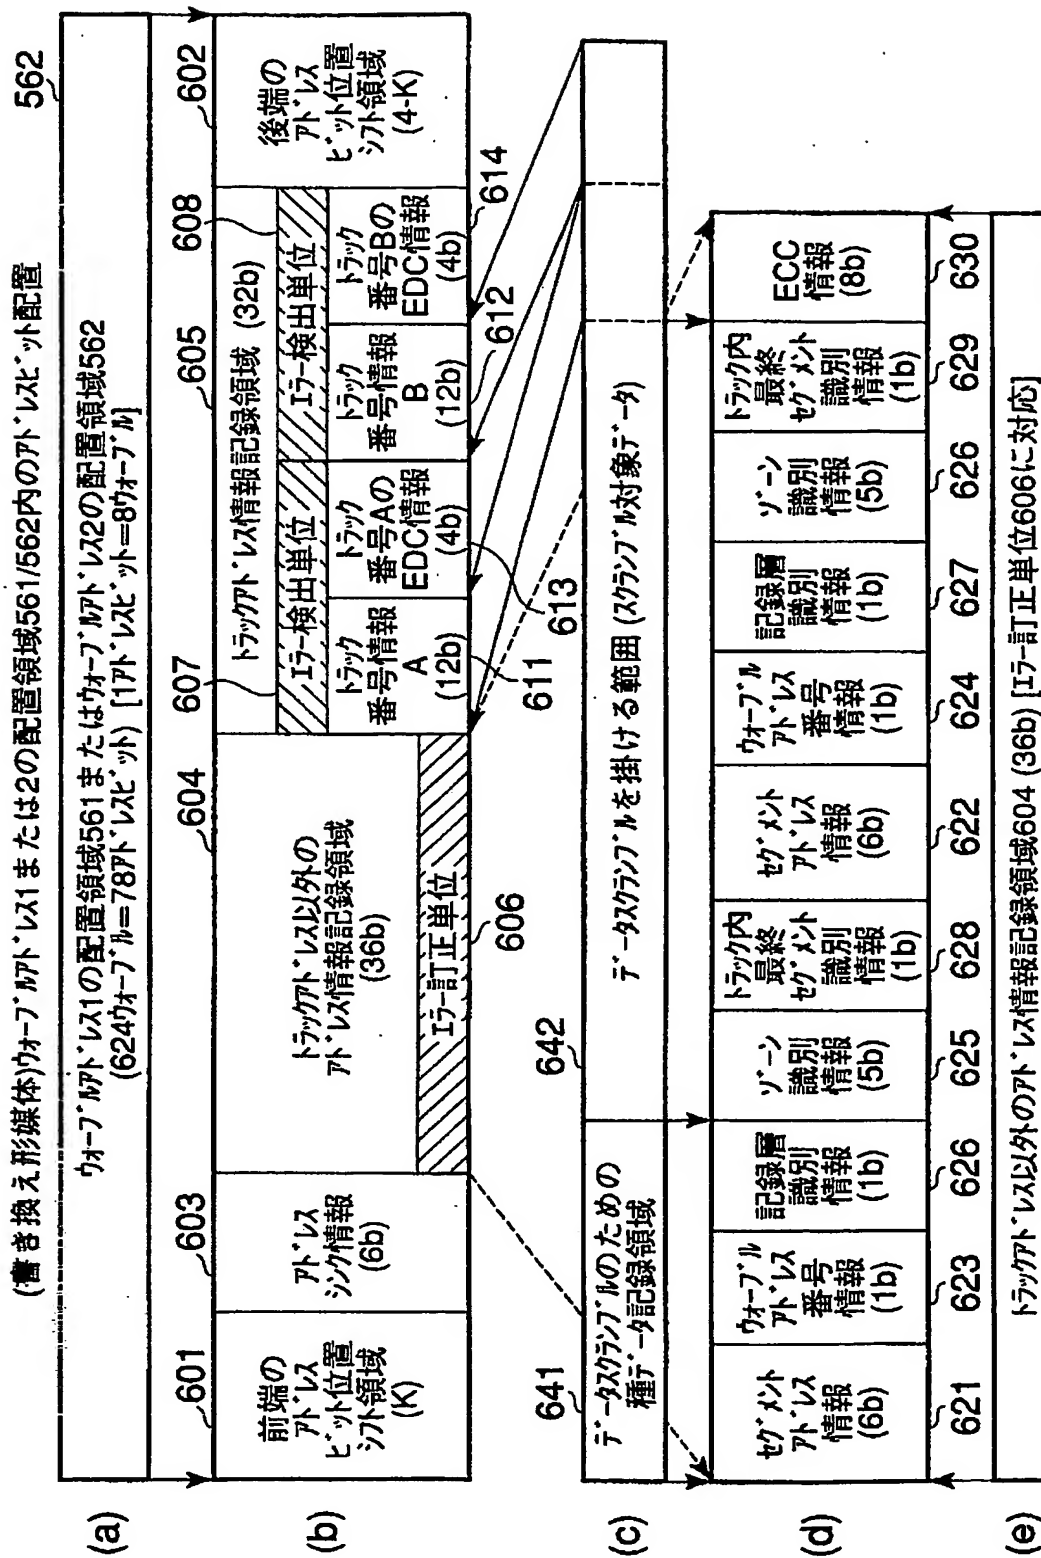 (書き換え形媒体)ウォーブルアドレス1または2の配置領域561/562内のアドレスビット配置
562
(a)
ウォーブルアドレス1の配置領域561またはウォーブルアドレス2の配置領域562
(624ウォーブル=78アドレスビット) [1アドレスビット=8ウォーブル]
601
603
604
607
605
608
602
(b)
前端の
アドレス
ビット位置
シフト領域
(K)
アドレス
シンク情報
(6b)
トラックアドレス以外の
アドレス情報記録領域
(36b)
エラー訂正単位
606
トラックアドレス情報記録領域 (32b)
エラー検出単位
エラー検出単位
トラック
番号情報
A
(12b)
トラック
番号Aの
EDC情報
(4b)
トラック
番号情報
B
(12b)
トラック
番号Bの
EDC情報
(4b)
後端の
アドレス
ビット位置
シフト領域
(4-K)
611
613
612
614
641
642
(c)
データスクランブルのための
種データ記録領域
データスクランブルを掛ける範囲 (スクランブル対象データ)
(d)
セグメント
アドレス
情報
(6b)
ウォーブル
アドレス
番号
情報
(1b)
記録層
識別
情報
(1b)
ゾーン
識別
情報
(5b)
トラック内
最終
セグメント
識別
情報
(1b)
セグメント
アドレス
情報
(6b)
ウォーブル
アドレス
番号
情報
(1b)
記録層
識別
情報
(1b)
ゾーン
識別
情報
(5b)
トラック内
最終
セグメント
識別
情報
(1b)
ECC
情報
(8b)
621
623
626
625
628
622
624
627
626
629
630
(e)
トラックアドレス以外のアドレス情報記録領域604 (36b) [エラー訂正単位606に対応]